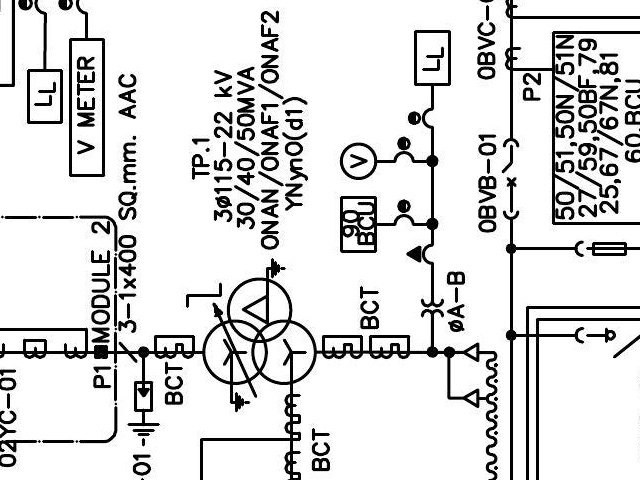 LL
V METER
3-1x400 SQ.mm. AAC
MODULE 2
P1
02YC-01
BCT
-01
TP.1
3ø115-22 kV
30/40/50MVA
ONAN/ONAF1/ONAF2
YNyn0(d1)
BCT
BCT
V
90
BCU
LL
øA-B
0BVC-
0BVB-01
P2
50/51,50N/51N
27/59,50BF,79
25,67/67N,81
60,BCU